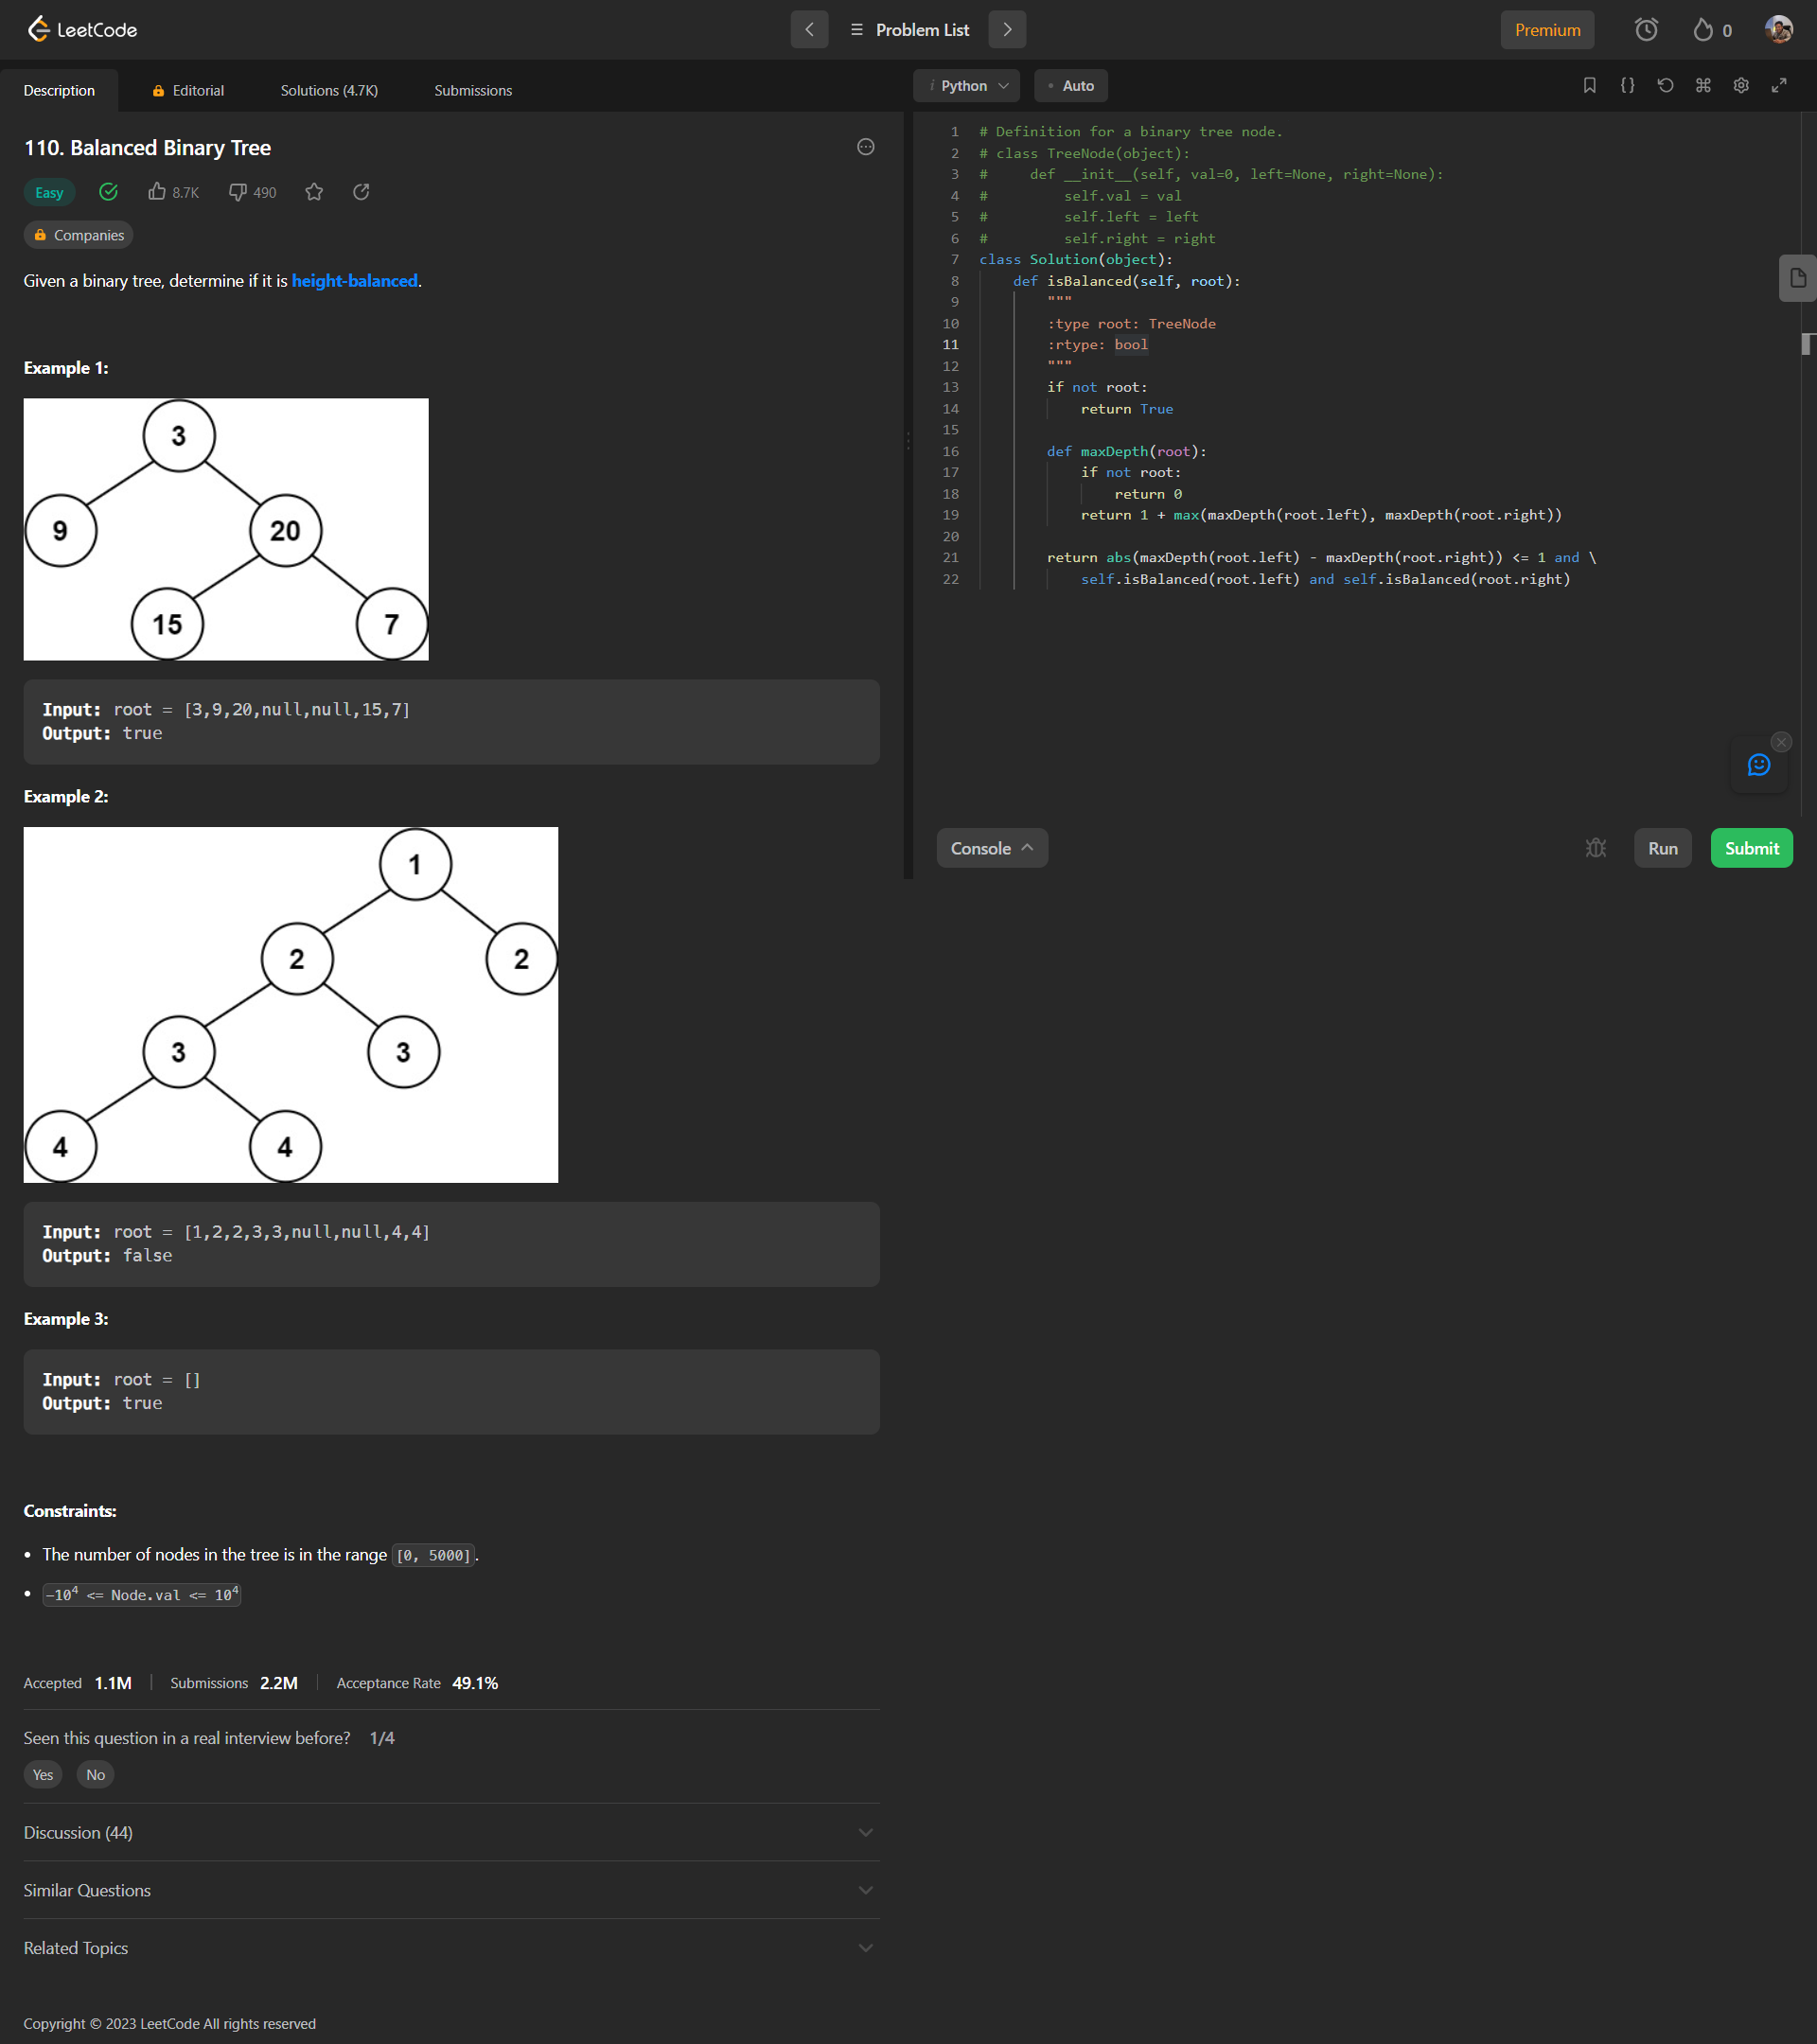 LeetCode
Problem List
Premium
0
Description
Editorial
Solutions (4.7K)
Submissions
110. Balanced Binary Tree
Easy
8.7K
490
Companies
Given a binary tree, determine if it is height-balanced.
Example 1:
3
9
20
15
7
Input: root = [3,9,20,null,null,15,7]
Output: true
Example 2:
1
2
2
3
3
4
4
Input: root = [1,2,2,3,3,null,null,4,4]
Output: false
Example 3:
Input: root = []
Output: true
Constraints:
• The number of nodes in the tree is in the range [0, 5000].
• -10⁴ <= Node.val <= 10⁴
Accepted 1.1M
Submissions 2.2M
Acceptance Rate 49.1%
Seen this question in a real interview before? 1/4
Yes
No
Discussion (44)
Similar Questions
Related Topics
Copyright © 2023 LeetCode All rights reserved
i Python
• Auto
{}
⌘
1 # Definition for a binary tree node.
2 # class TreeNode(object):
3 #     def __init__(self, val=0, left=None, right=None):
4 #         self.val = val
5 #         self.left = left
6 #         self.right = right
7 class Solution(object):
8     def isBalanced(self, root):
9         """
10         :type root: TreeNode
11         :rtype: bool
12         """
13         if not root:
14             return True
15
16         def maxDepth(root):
17             if not root:
18                 return 0
19             return 1 + max(maxDepth(root.left), maxDepth(root.right))
20
21         return abs(maxDepth(root.left) - maxDepth(root.right)) <= 1 and \
22             self.isBalanced(root.left) and self.isBalanced(root.right)
Console
Run
Submit